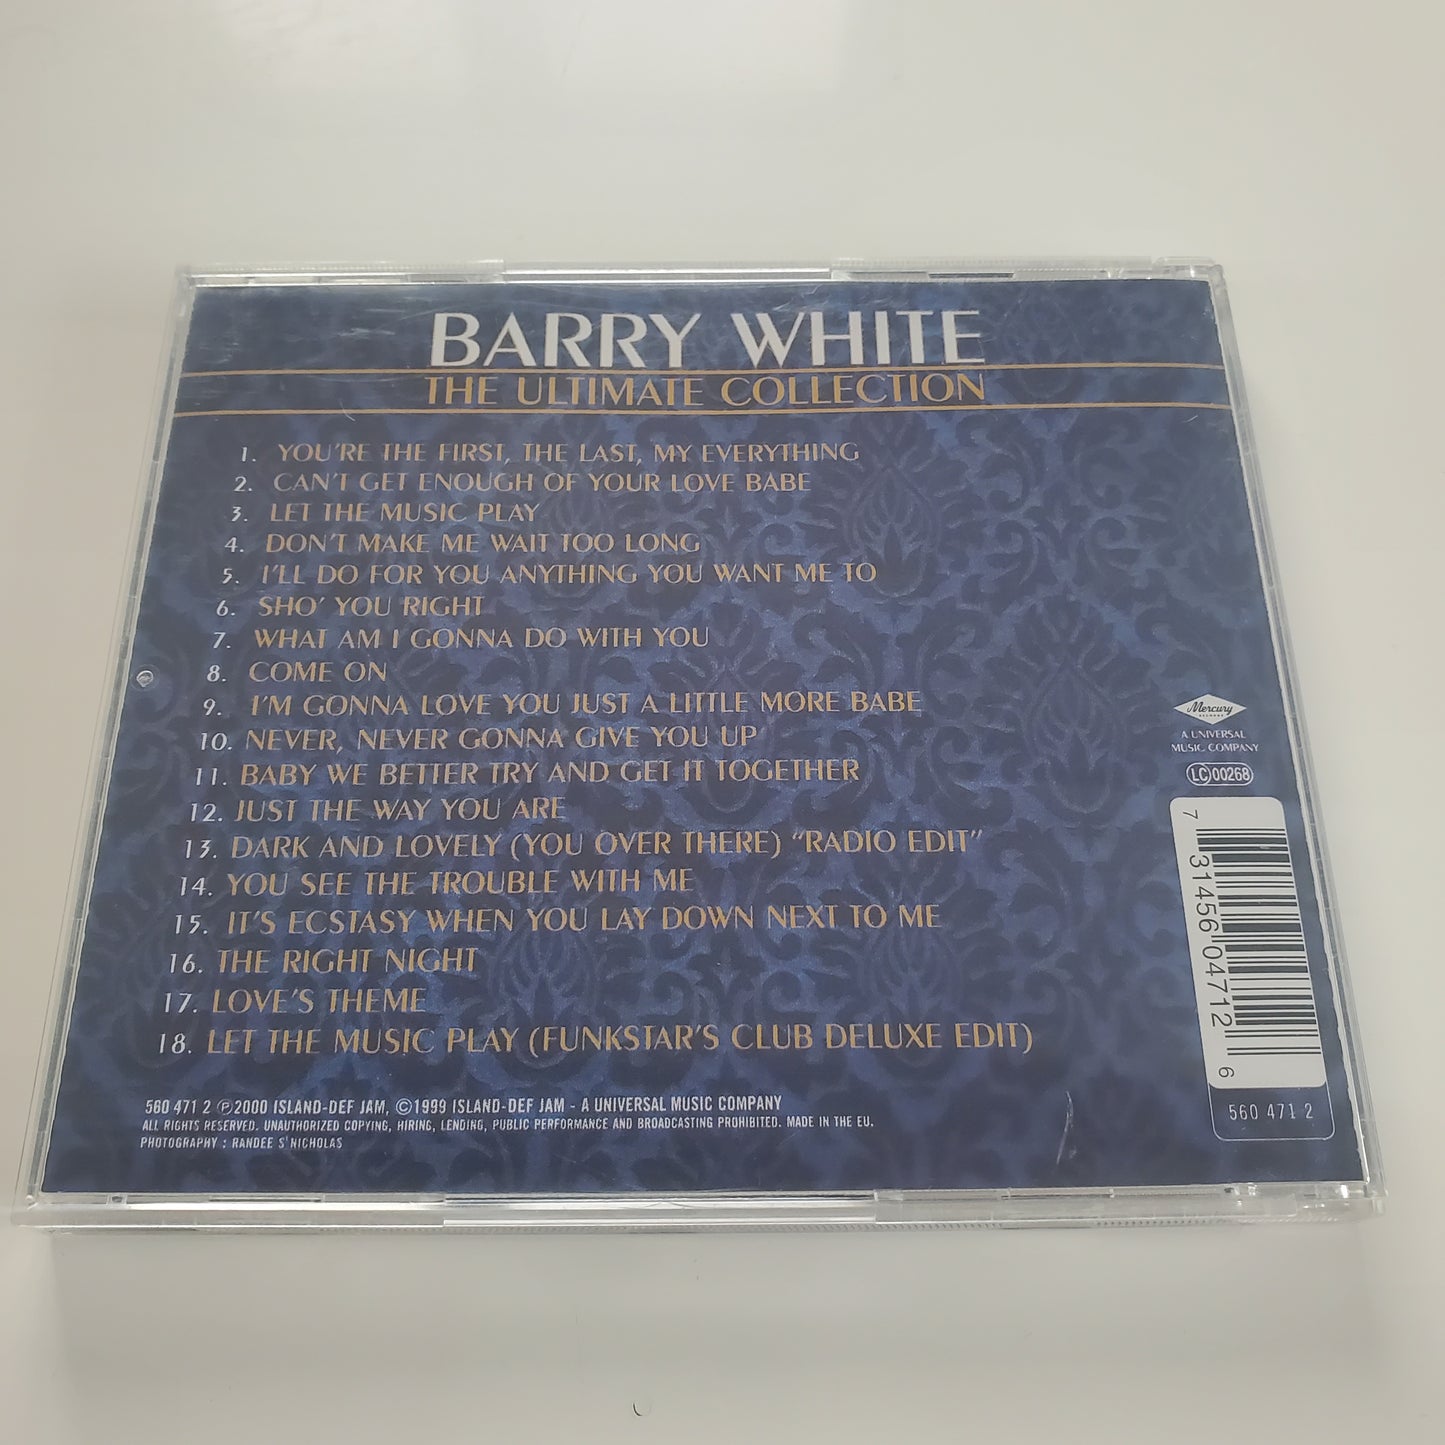 BARRY WHITE
THE ULTIMATE COLLECTION
1. YOU'RE THE FIRST, THE LAST, MY EVERYTHING
2. CAN'T GET ENOUGH OF YOUR LOVE BABE
3. LET THE MUSIC PLAY
4. DON'T MAKE ME WAIT TOO LONG
5. I'LL DO FOR YOU ANYTHING YOU WANT ME TO
6. SHO' YOU RIGHT
7. WHAT AM I GONNA DO WITH YOU
8. COME ON
9. I'M GONNA LOVE YOU JUST A LITTLE MORE BABE
10. NEVER, NEVER GONNA GIVE YOU UP
11. BABY WE BETTER TRY AND GET IT TOGETHER
12. JUST THE WAY YOU ARE
13. DARK AND LOVELY (YOU OVER THERE) "RADIO EDIT"
14. YOU SEE THE TROUBLE WITH ME
15. IT'S ECSTASY WHEN YOU LAY DOWN NEXT TO ME
16. THE RIGHT NIGHT
17. LOVE'S THEME
18. LET THE MUSIC PLAY (FUNKSTAR'S CLUB DELUXE EDIT)
Mercury
RECORDS
A UNIVERSAL
MUSIC COMPANY
LC 00268
7 31456 04712 6
560 471 2
560 471 2 ℗ 2000 ISLAND-DEF JAM, © 1999 ISLAND-DEF JAM - A UNIVERSAL MUSIC COMPANY
ALL RIGHTS RESERVED. UNAUTHORIZED COPYING, HIRING, LENDING, PUBLIC PERFORMANCE AND BROADCASTING PROHIBITED. MADE IN THE EU.
PHOTOGRAPHY : RANDEE S' NICHOLAS